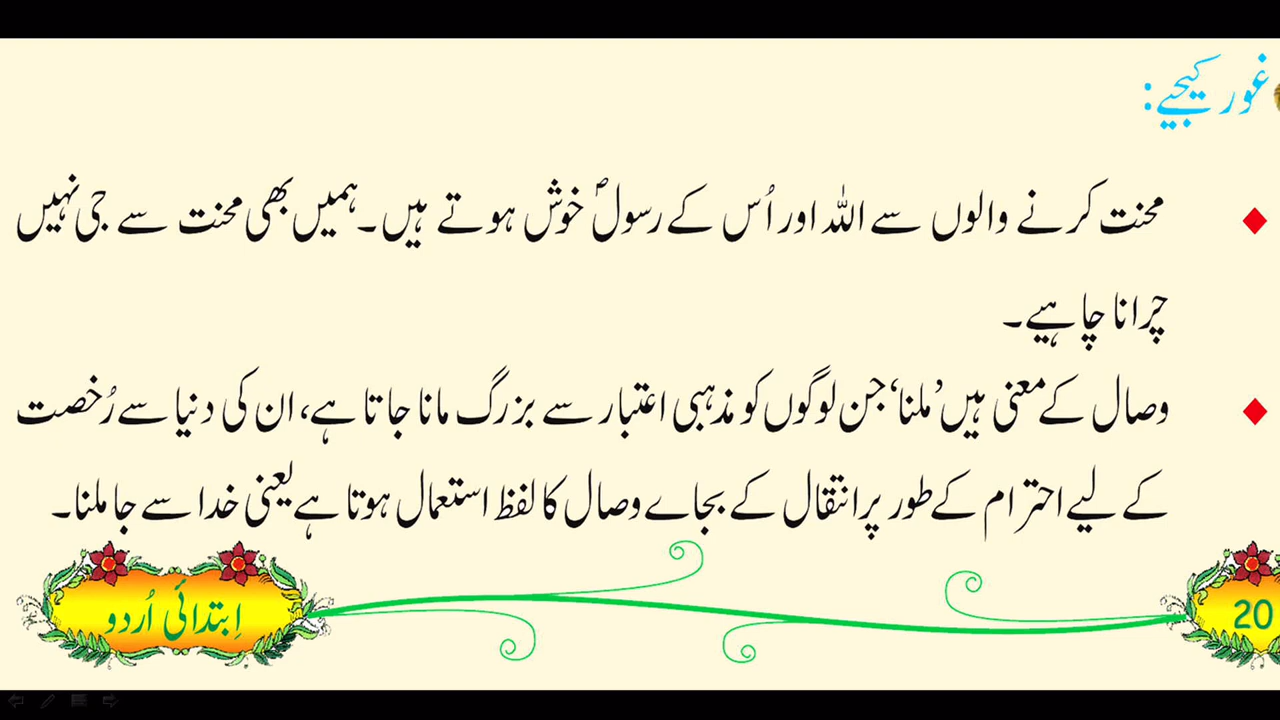 غور کیجیے:
محنت کرنے والوں سے اللہ اور اُس کے رسولؐ خوش ہوتے ہیں۔ ہمیں بھی محنت سے جی نہیں
چرانا چاہیے۔
وصال کے معنی ہیں ’ملنا‘ جن لوگوں کو مذہبی اعتبار سے بزرگ مانا جاتا ہے، ان کی دنیا سے رُخصت
کے لیے احترام کے طور پر انتقال کے بجاے وصال کا لفظ استعمال ہوتا ہے یعنی خدا سے جا ملنا۔
20
اِبتدائی اُردو